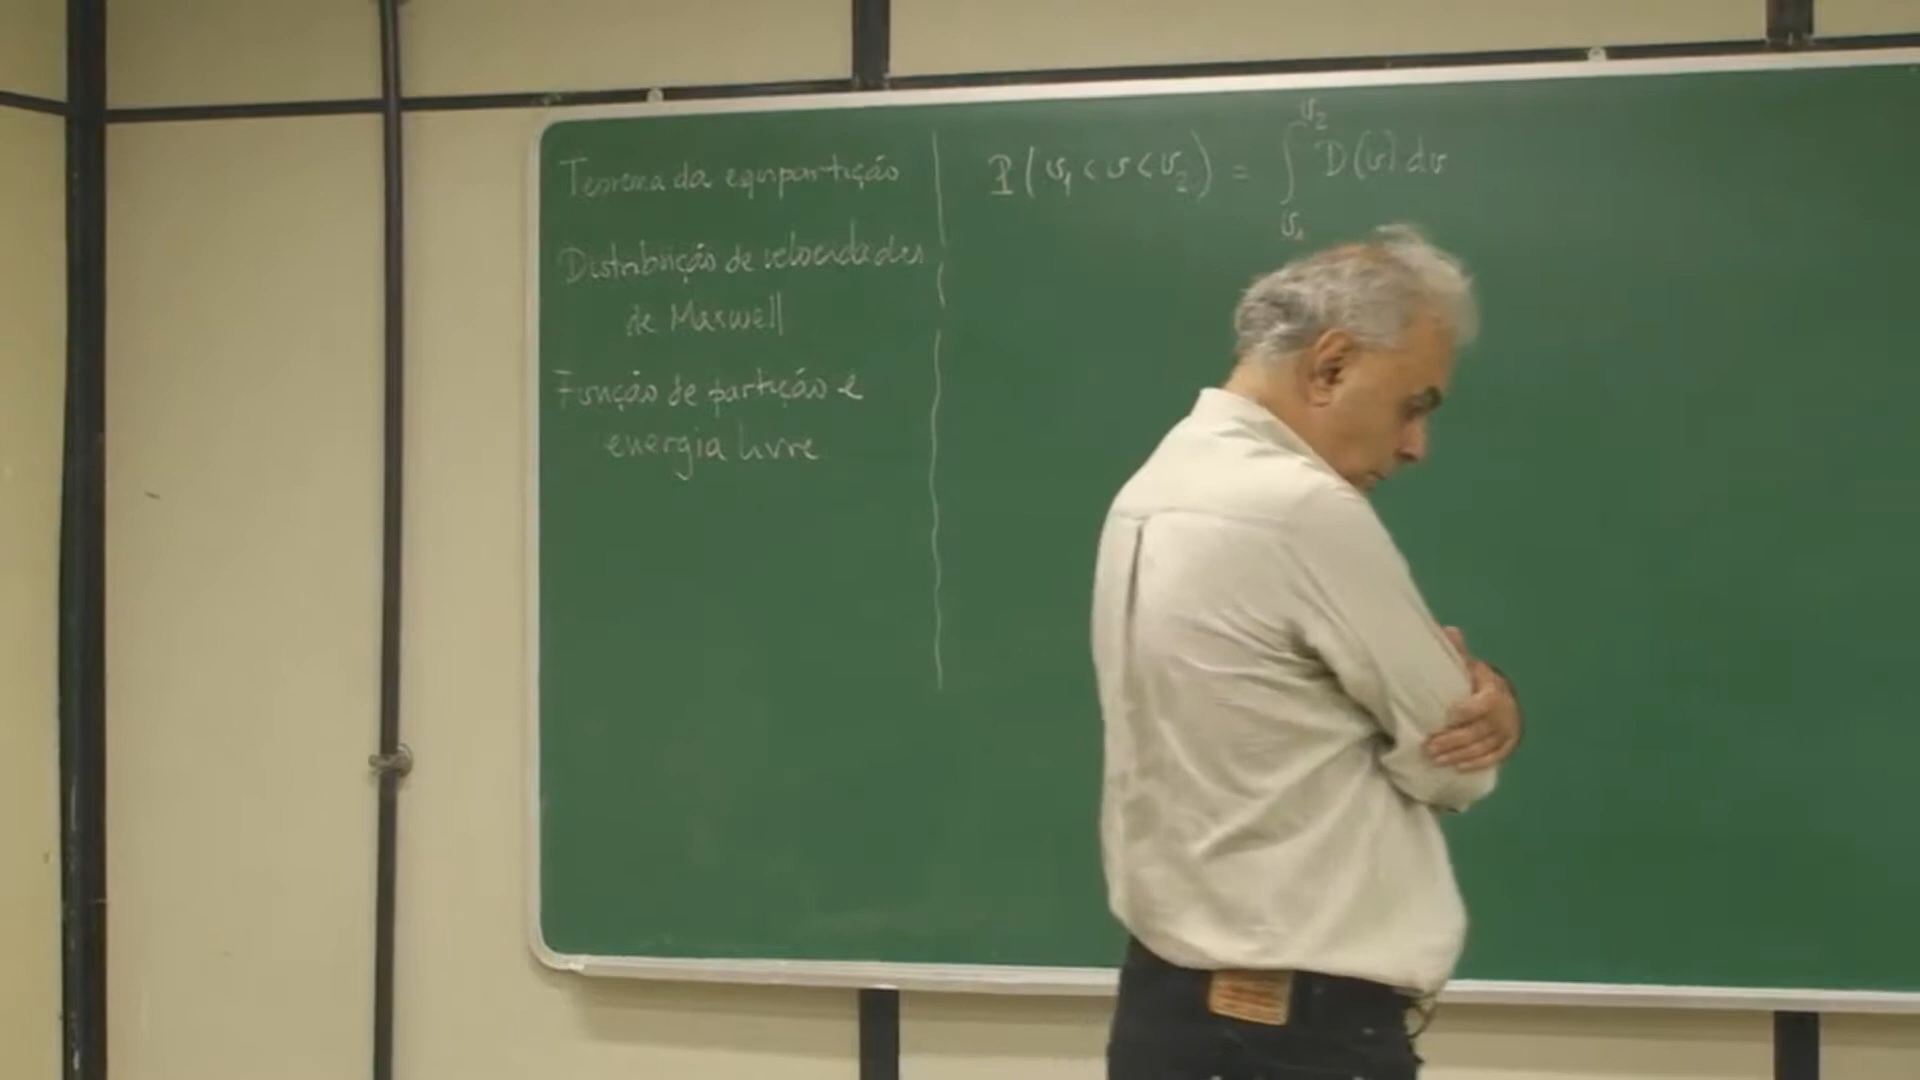 Teorema da equipartição
Distribuição de velocidades
de Maxwell
Função de partição e
energia livre
P(v₁ < v < v₂) = ∫_{v₁}^{v₂} D(v) dv